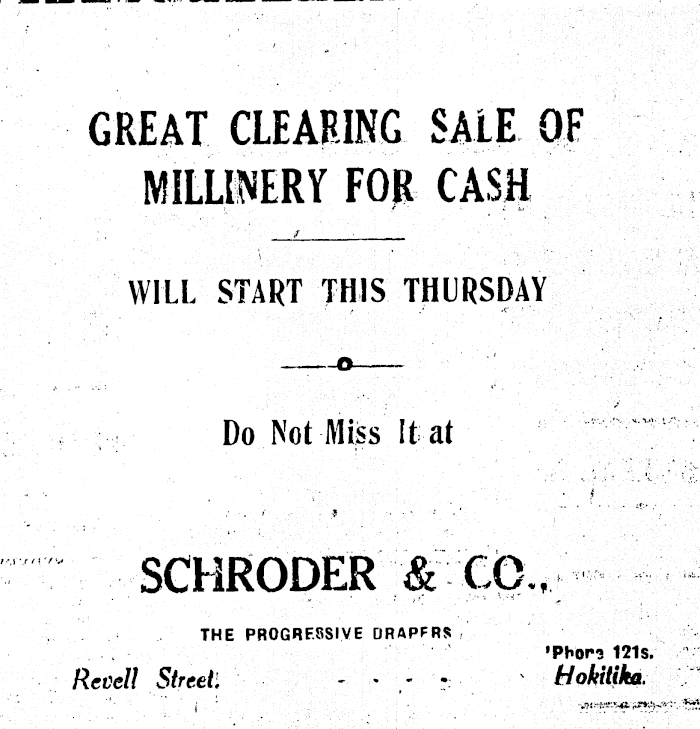 GREAT CLEARING SALE OF
MILLINERY FOR CASH
WILL START THIS THURSDAY
Do Not Miss It at
SCHRODER & CO.,
THE PROGRESSIVE DRAPERS
'Phone 121s.
Revell Street. - - - - Hokitika.